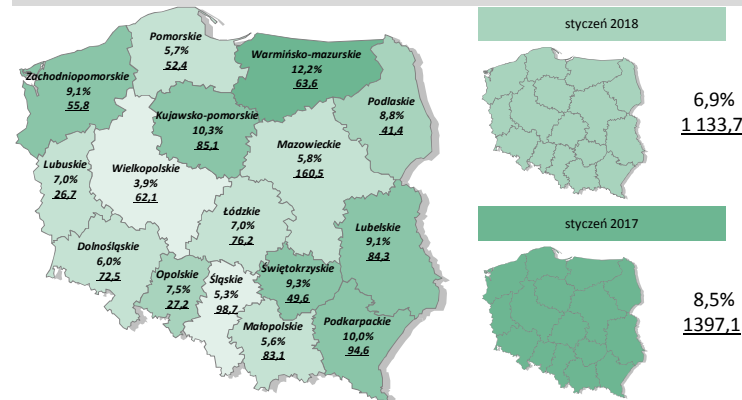 Pomorskie
5,7%
52,4
Warmińsko-mazurskie
12,2%
63,6
Zachodniopomorskie
9,1%
55,8
Kujawsko-pomorskie
10,3%
85,1
Podlaskie
8,8%
41,4
Mazowieckie
5,8%
160,5
Lubuskie
7,0%
26,7
Wielkopolskie
3,9%
62,1
Łódzkie
7,0%
76,2
Lubelskie
9,1%
84,3
Dolnośląskie
6,0%
72,5
Opolskie
7,5%
27,2
Śląskie
5,3%
98,7
Świętokrzyskie
9,3%
49,6
Małopolskie
5,6%
83,1
Podkarpackie
10,0%
94,6
styczeń 2018
6,9%
1 133,7
styczeń 2017
8,5%
1397,1